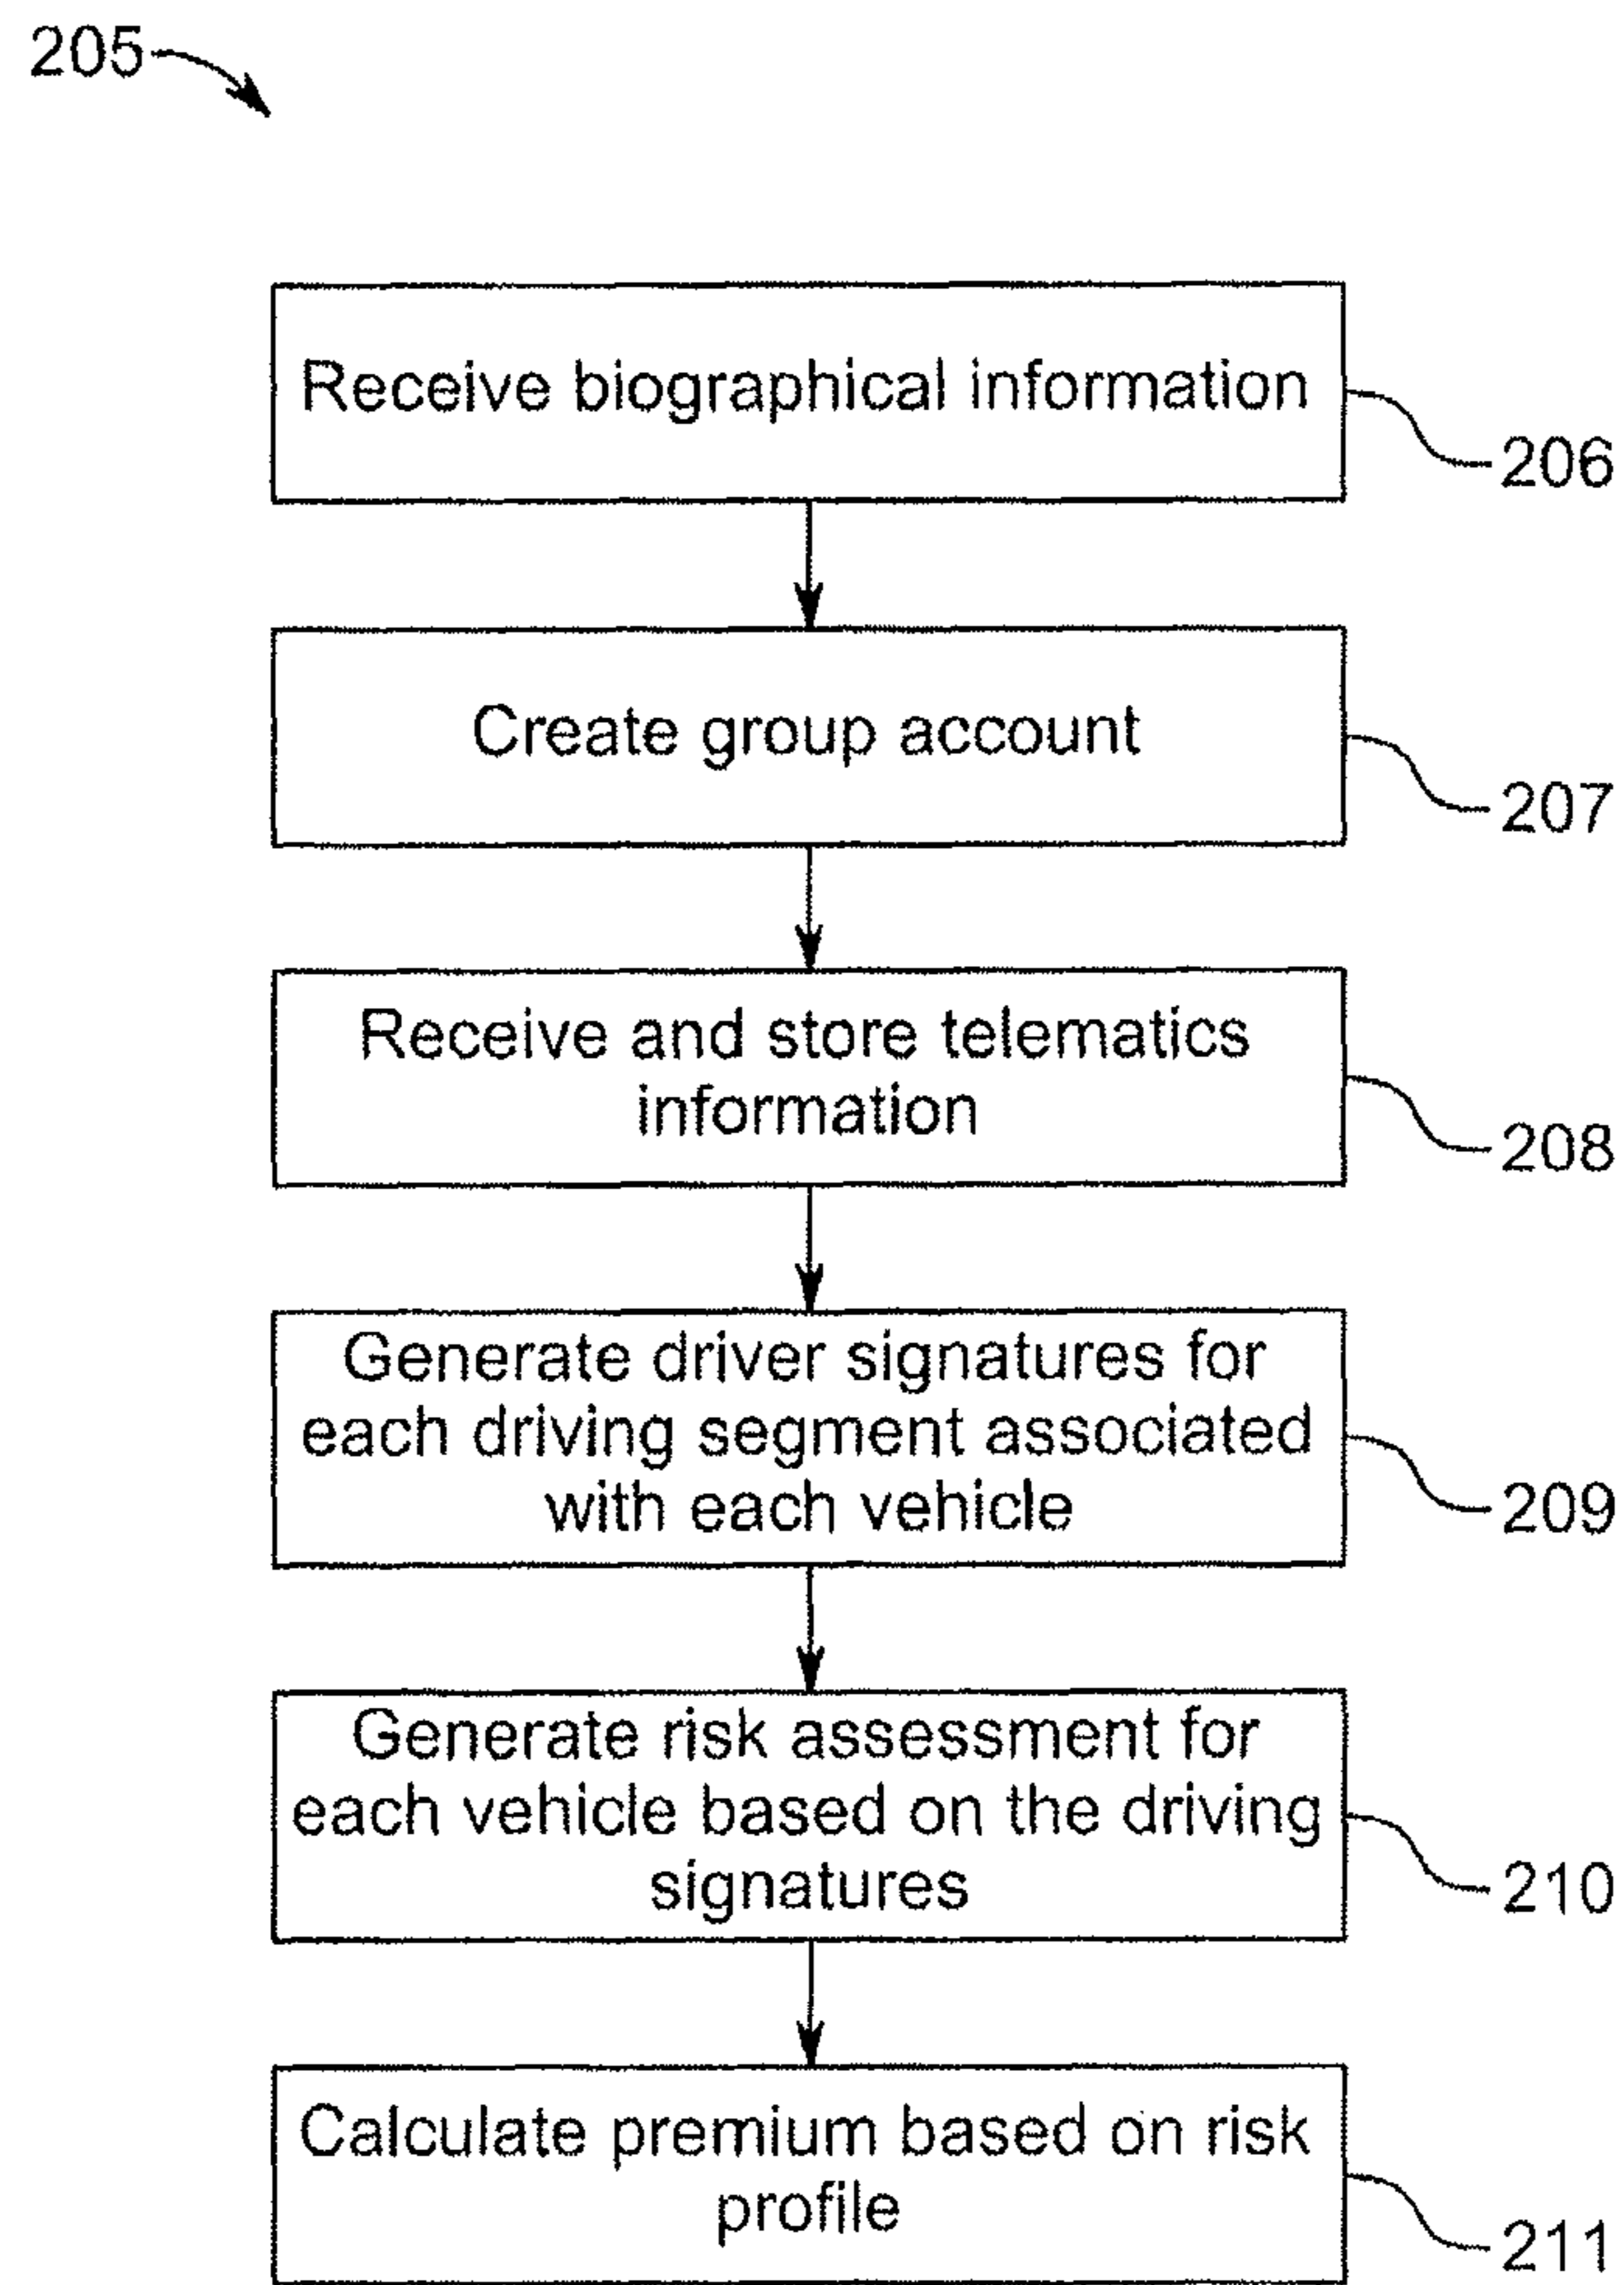 205
Receive biographical information
206
Create group account
207
Receive and store telematics
information
208
Generate driver signatures for
each driving segment associated
with each vehicle
209
Generate risk assessment for
each vehicle based on the driving
signatures
210
Calculate premium based on risk
profile
211